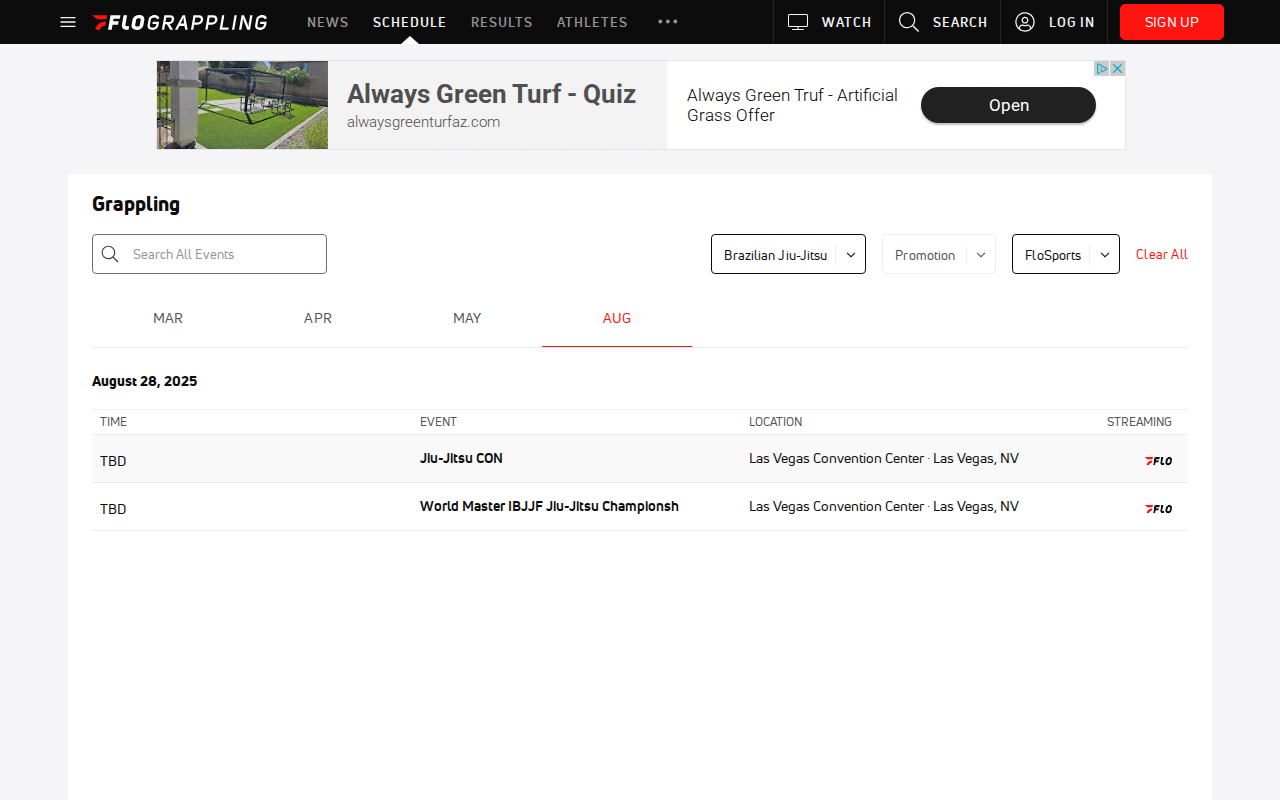 FLOGRAPPLING NEWS SCHEDULE RESULTS ATHLETES WATCH SEARCH LOG IN SIGN UP
Always Green Turf - Quiz
alwaysgreenturfaz.com
Always Green Truf - Artificial
Grass Offer
Open
Grappling
Search All Events
Brazilian Jiu-Jitsu
Promotion
FloSports
Clear All
MAR APR MAY AUG
August 28, 2025
TIME EVENT LOCATION STREAMING
TBD Jiu-Jitsu CON Las Vegas Convention Center · Las Vegas, NV FLO
TBD World Master IBJJF Jiu-Jitsu Championsh Las Vegas Convention Center · Las Vegas, NV FLO